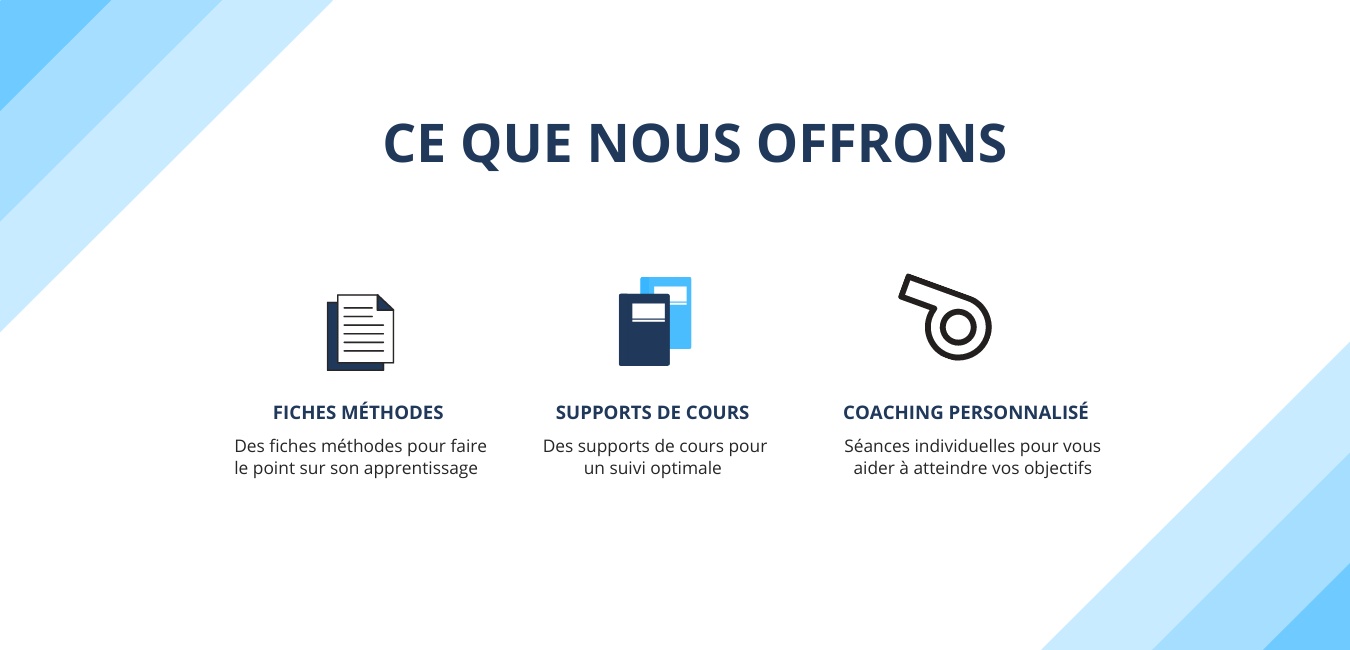 CE QUE NOUS OFFRONS
FICHES MÉTHODES
Des fiches méthodes pour faire
le point sur son apprentissage
SUPPORTS DE COURS
Des supports de cours pour
un suivi optimale
COACHING PERSONNALISÉ
Séances individuelles pour vous
aider à atteindre vos objectifs